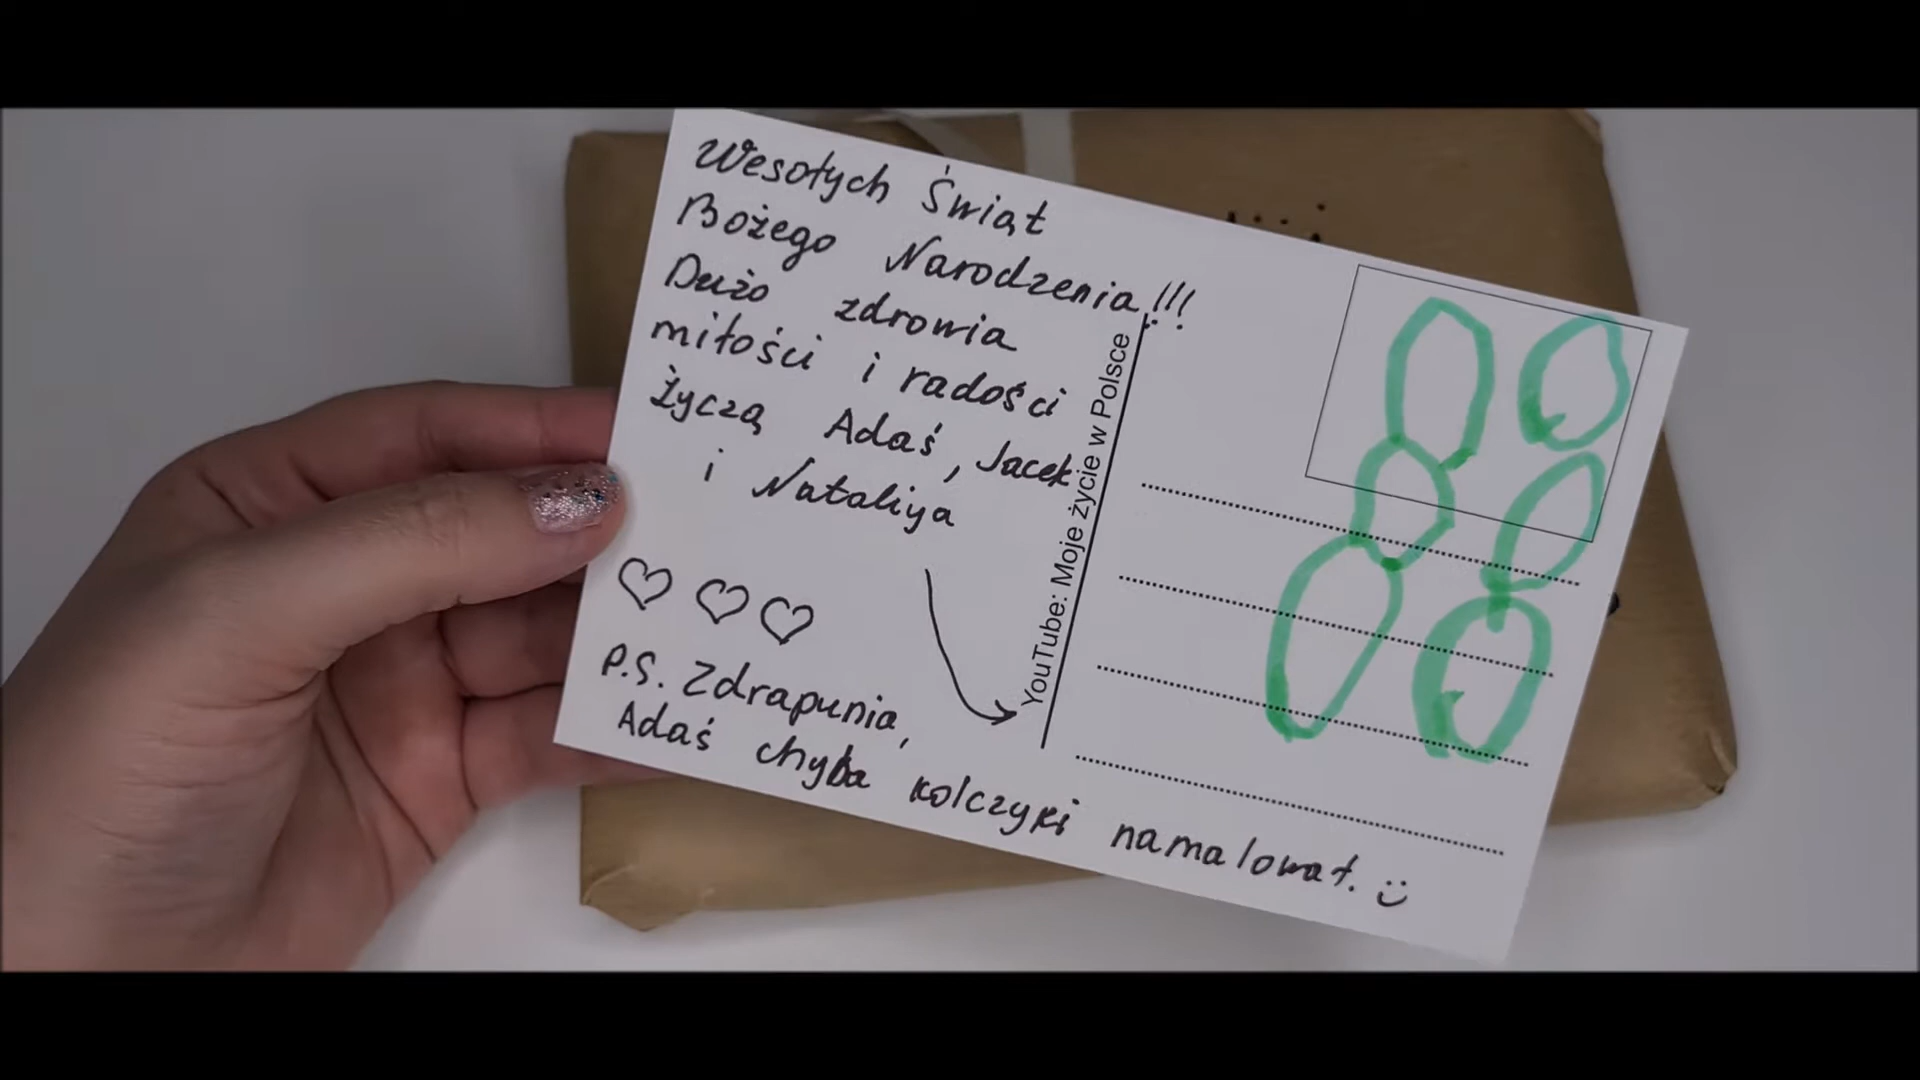 Wesołych Świąt
Bożego Narodzenia!!!
Dużo zdrowia
miłości i radości
życzą Adaś, Jacek
i Nataliya
P.S. Zdrapunia,
Adaś chyba kolczyki namalował.
YouTube: Moje życie w Polsce